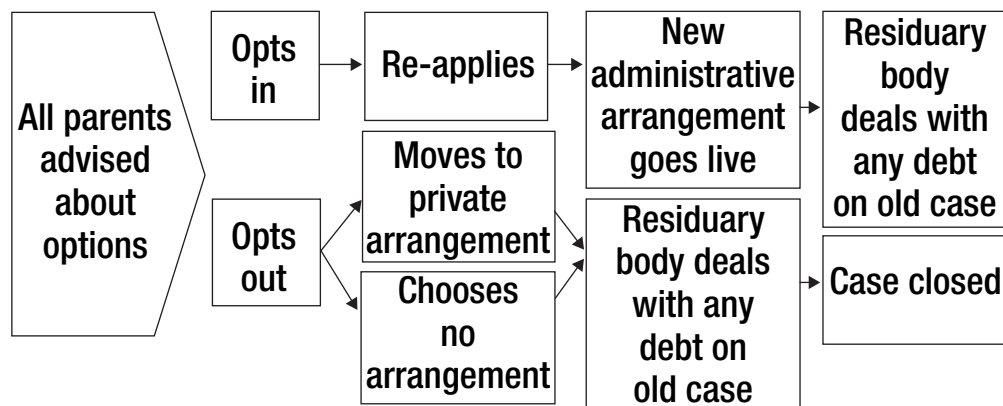 All parents
advised
about
options
Opts
in
Re-applies
New
administrative
arrangement
goes live
Residuary
body
deals with
any debt
on old case
Opts
out
Moves to
private
arrangement
Chooses
no
arrangement
Residuary
body deals
with any
debt on
old case
Case closed